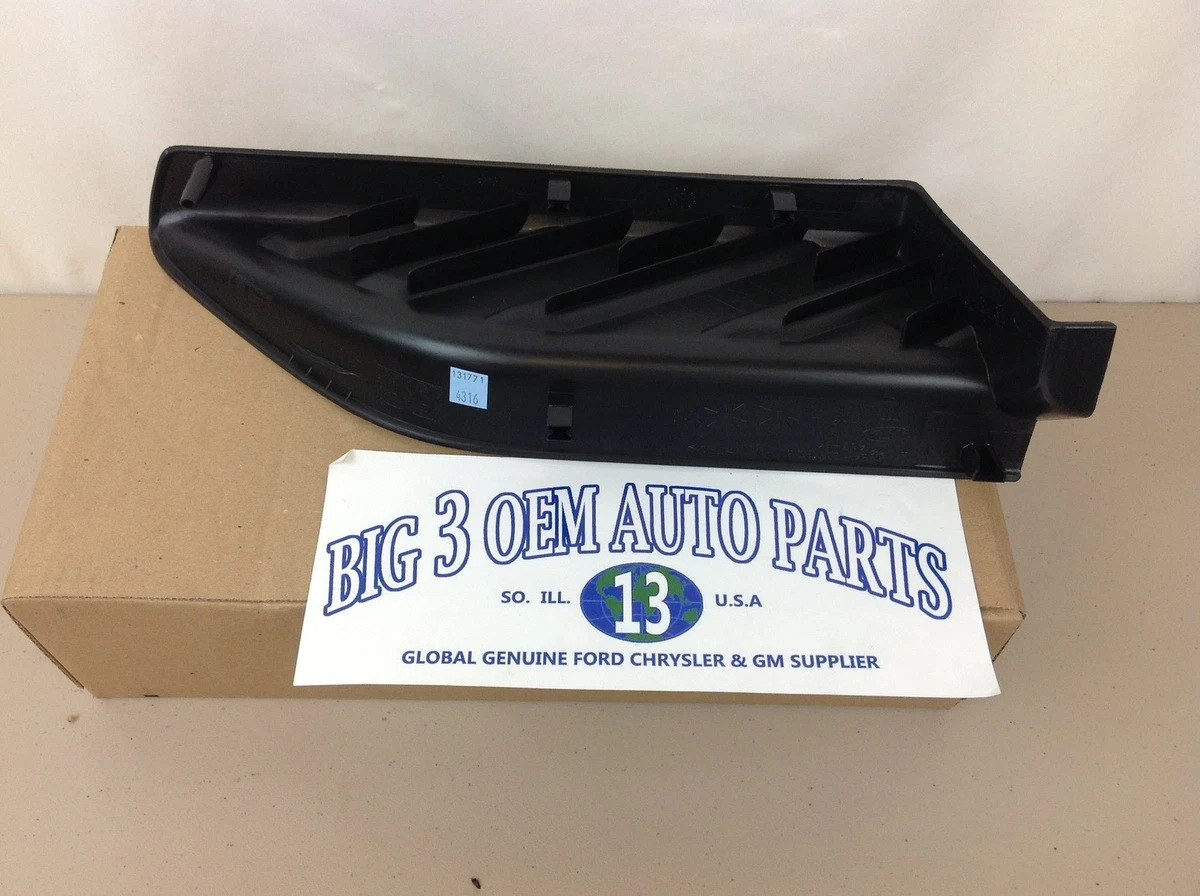 131771
4316
BIG 3 OEM AUTO PARTS
SO. ILL. 13 U.S.A
GLOBAL GENUINE FORD CHRYSLER & GM SUPPLIER